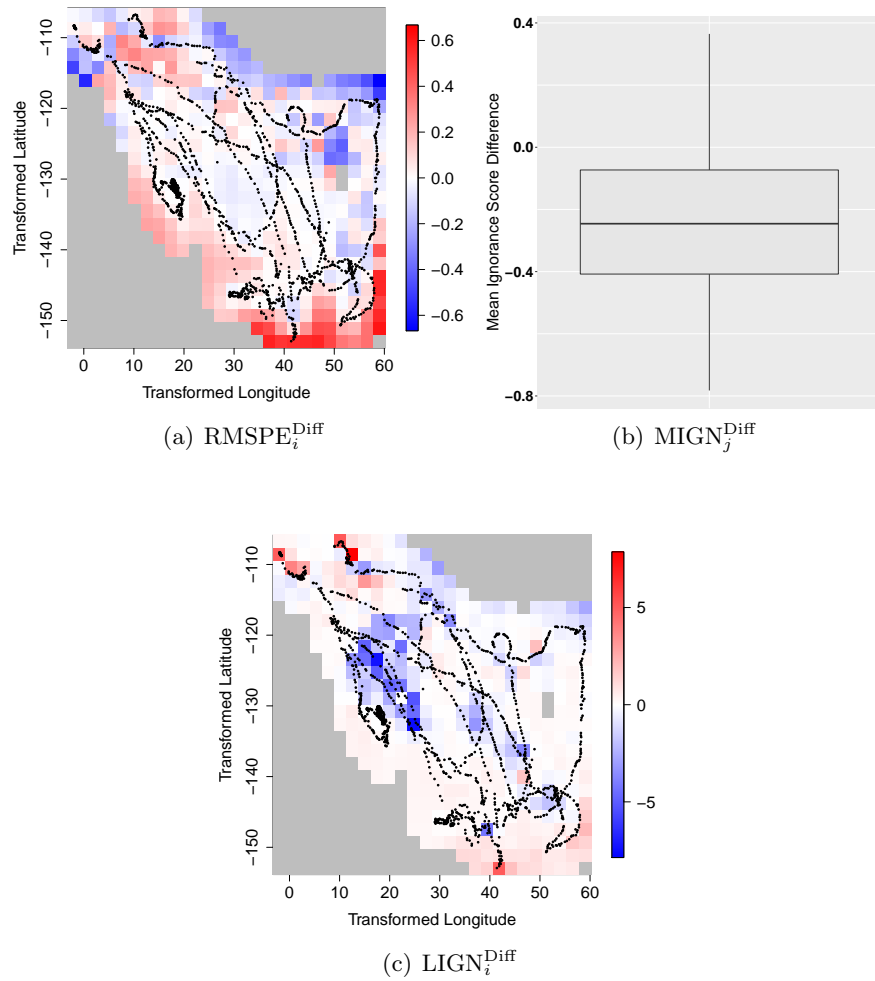 −110
−120
−130
−140
−150
Transformed Latitude
0 10 20 30 40 50 60
Transformed Longitude
0.6
0.4
0.2
0.0
−0.2
−0.4
−0.6
(a) RMSPE_i^Diff
0.4
0.0
−0.4
−0.8
Mean Ignorance Score Difference
(b) MIGN_j^Diff
−110
−120
−130
−140
−150
Transformed Latitude
0 10 20 30 40 50 60
Transformed Longitude
5
0
−5
(c) LIGN_i^Diff